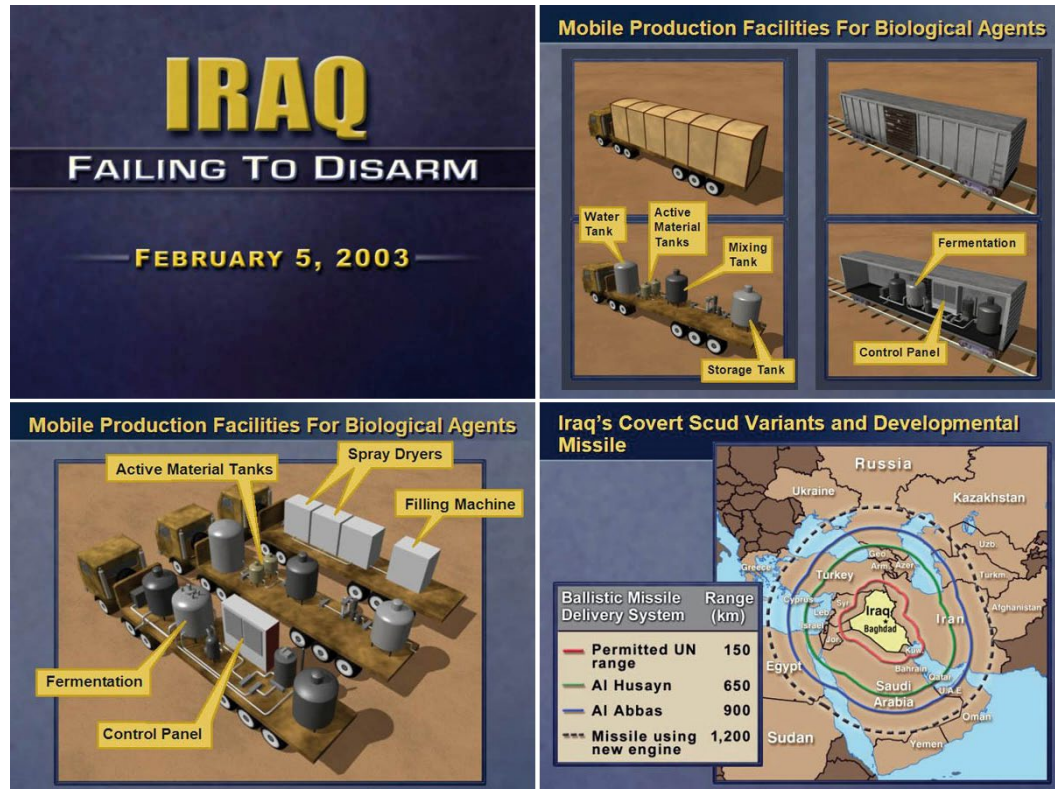 IRAQ
FAILING TO DISARM
FEBRUARY 5, 2003
Mobile Production Facilities For Biological Agents
Water
Tank
Active
Material
Tanks
Mixing
Tank
Storage Tank
Fermentation
Control Panel
Mobile Production Facilities For Biological Agents
Active Material Tanks
Spray Dryers
Filling Machine
Fermentation
Control Panel
Iraq's Covert Scud Variants and Developmental
Missile
Russia
Ukraine
Kazakhstan
Uzb.
Geo.
Greece
Arm.
Azer.
Turkm.
Turkey
Cyprus
Syr.
Afghanistan
Leb.
Iraq
Iran
Israel
Baghdad
Jor.
Kuw.
Egypt
Bahrain
Qatar
Saudi
Arabia
U.A.E.
Oman
Sudan
Yemen
Ballistic Missile Range
Delivery System (km)
Permitted UN 150
range
Al Husayn 650
Al Abbas 900
Missile using 1,200
new engine